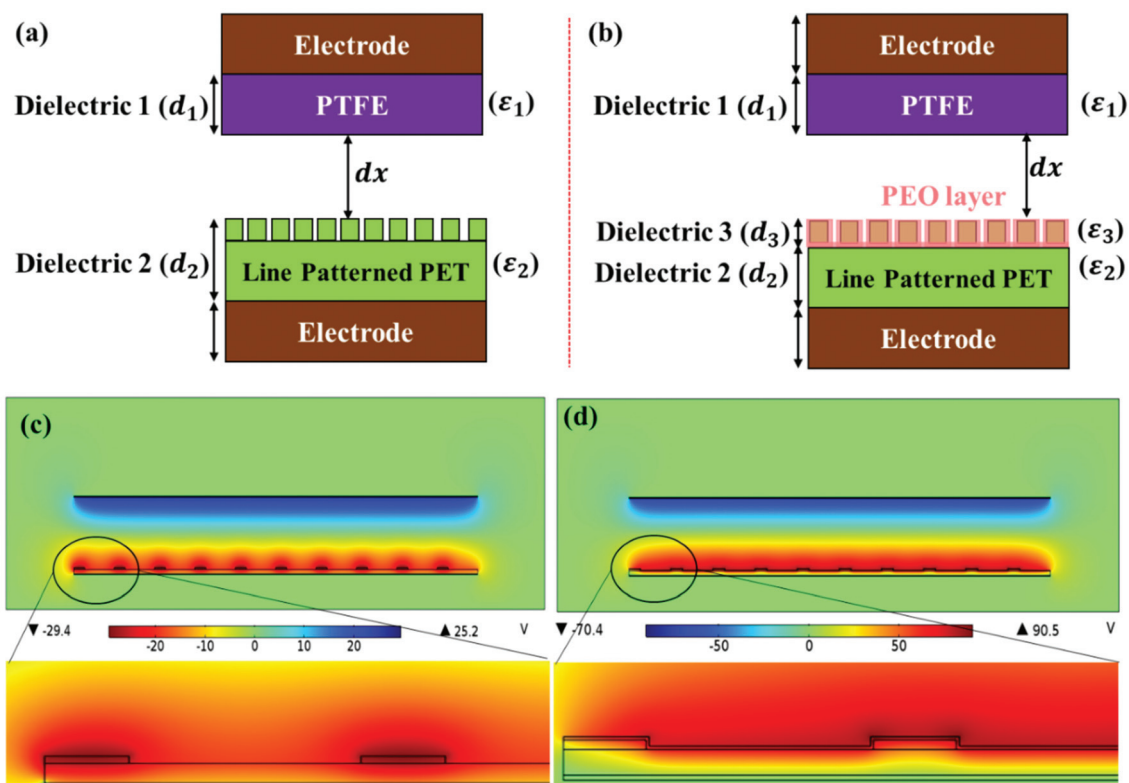 (a)
Electrode
Dielectric 1 (d₁)
PTFE
(ε₁)
dx
Dielectric 2 (d₂)
Line Patterned PET
(ε₂)
Electrode
(b)
Electrode
Dielectric 1 (d₁)
PTFE
(ε₁)
dx
PEO layer
Dielectric 3 (d₃)
(ε₃)
Dielectric 2 (d₂)
Line Patterned PET
(ε₂)
Electrode
(c)
▼ -29.4
-20 -10 0 10 20
▲ 25.2 V
(d)
▼ -70.4
-50 0 50
▲ 90.5 V